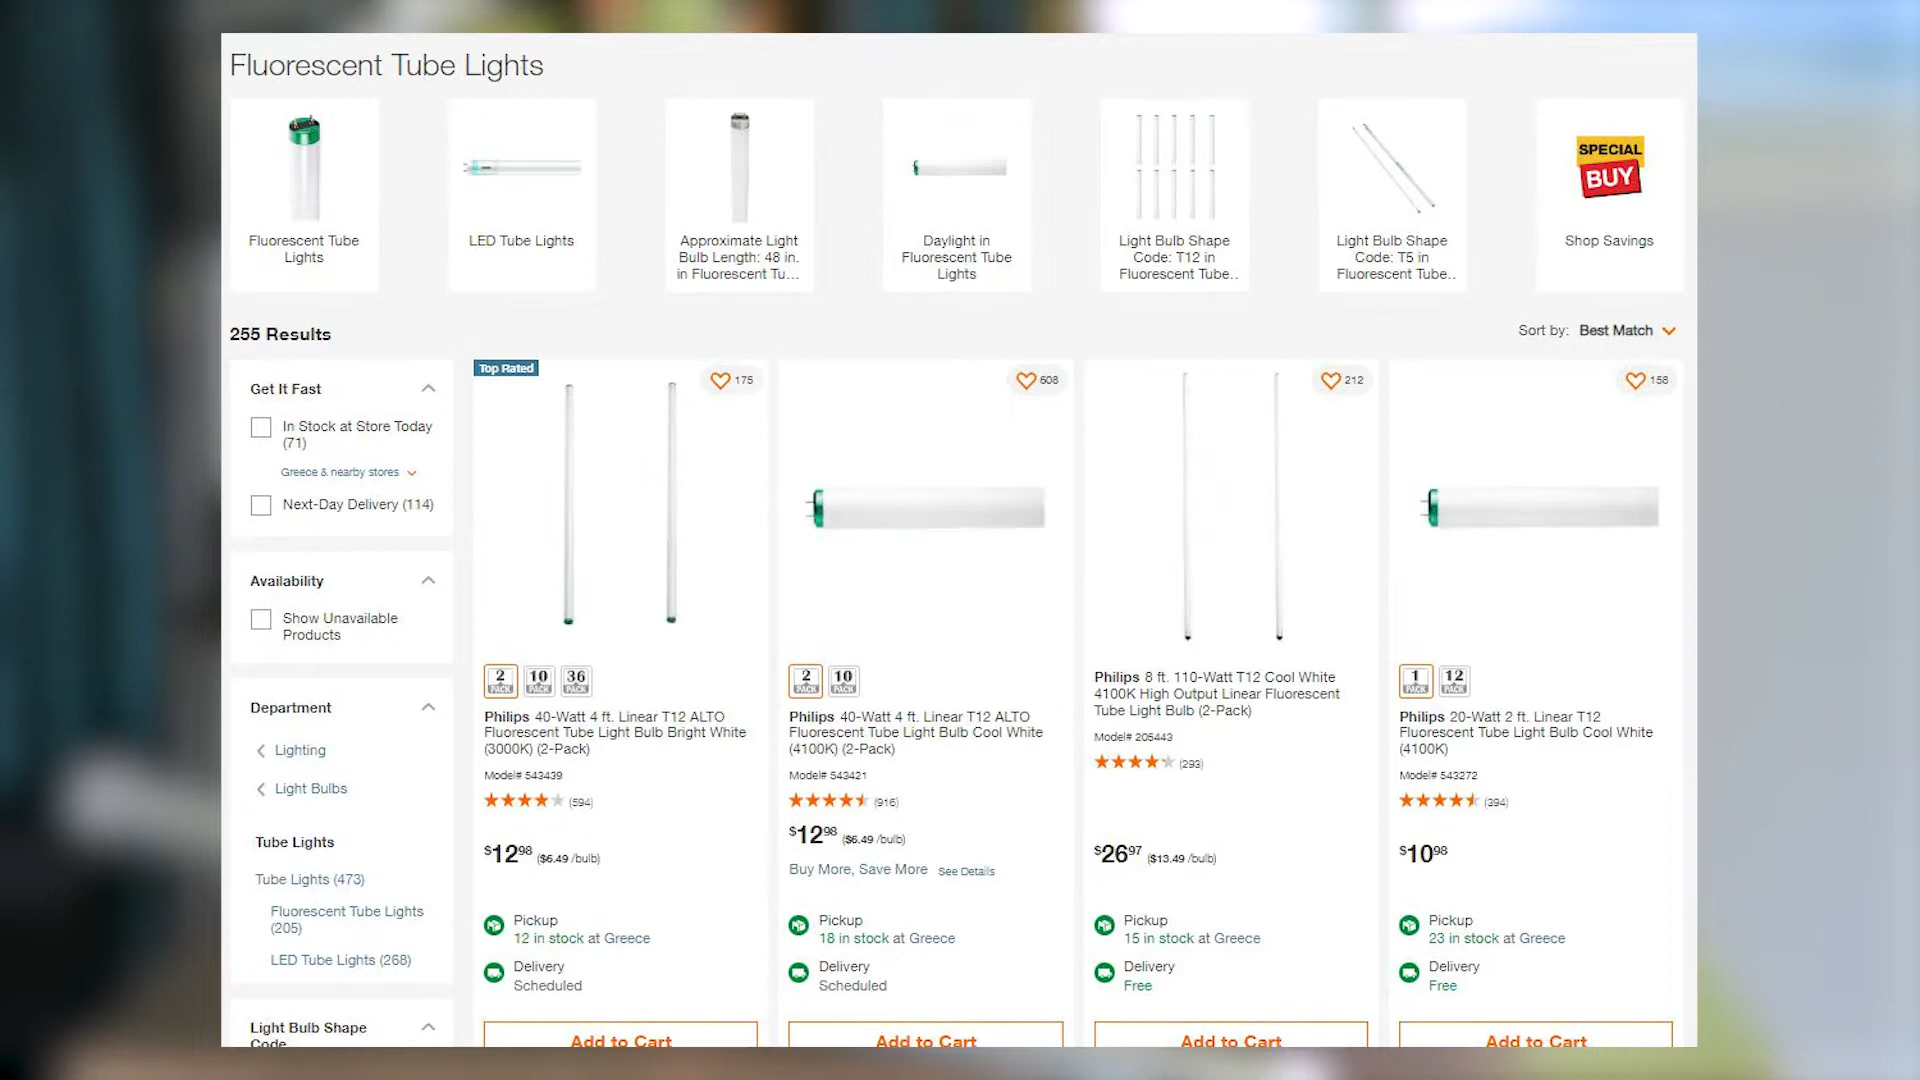 Fluorescent Tube Lights
Fluorescent Tube
Lights
LED Tube Lights
Approximate Light
Bulb Length: 48 in.
in Fluorescent Tu...
Daylight in
Fluorescent Tube
Lights
Light Bulb Shape
Code: T12 in
Fluorescent Tube..
Light Bulb Shape
Code: T5 in
Fluorescent Tube..
SPECIAL
BUY
Shop Savings
255 Results
Sort by: Best Match
Get It Fast
In Stock at Store Today
(71)
Greece & nearby stores
Next-Day Delivery (114)
Availability
Show Unavailable
Products
Department
Lighting
Light Bulbs
Tube Lights
Tube Lights (473)
Fluorescent Tube Lights
(205)
LED Tube Lights (268)
Light Bulb Shape
Code
Top Rated
175
2 PACK 10 PACK 36 PACK
Philips 40-Watt 4 ft. Linear T12 ALTO
Fluorescent Tube Light Bulb Bright White
(3000K) (2-Pack)
Model# 543439
(594)
$12.98 ($6.49 /bulb)
Pickup
12 in stock at Greece
Delivery
Scheduled
Add to Cart
608
2 PACK 10 PACK
Philips 40-Watt 4 ft. Linear T12 ALTO
Fluorescent Tube Light Bulb Cool White
(4100K) (2-Pack)
Model# 543421
(916)
$12 98 ($6.49 /bulb)
Buy More, Save More See Details
Pickup
18 in stock at Greece
Delivery
Scheduled
Add to Cart
212
Philips 8 ft. 110-Watt T12 Cool White
4100K High Output Linear Fluorescent
Tube Light Bulb (2-Pack)
Model# 205443
(293)
$26 97 ($13.49 /bulb)
Pickup
15 in stock at Greece
Delivery
Free
Add to Cart
158
1 PACK 12 PACK
Philips 20-Watt 2 ft. Linear T12
Fluorescent Tube Light Bulb Cool White
(4100K)
Model# 543272
(394)
$10 98
Pickup
23 in stock at Greece
Delivery
Free
Add to Cart